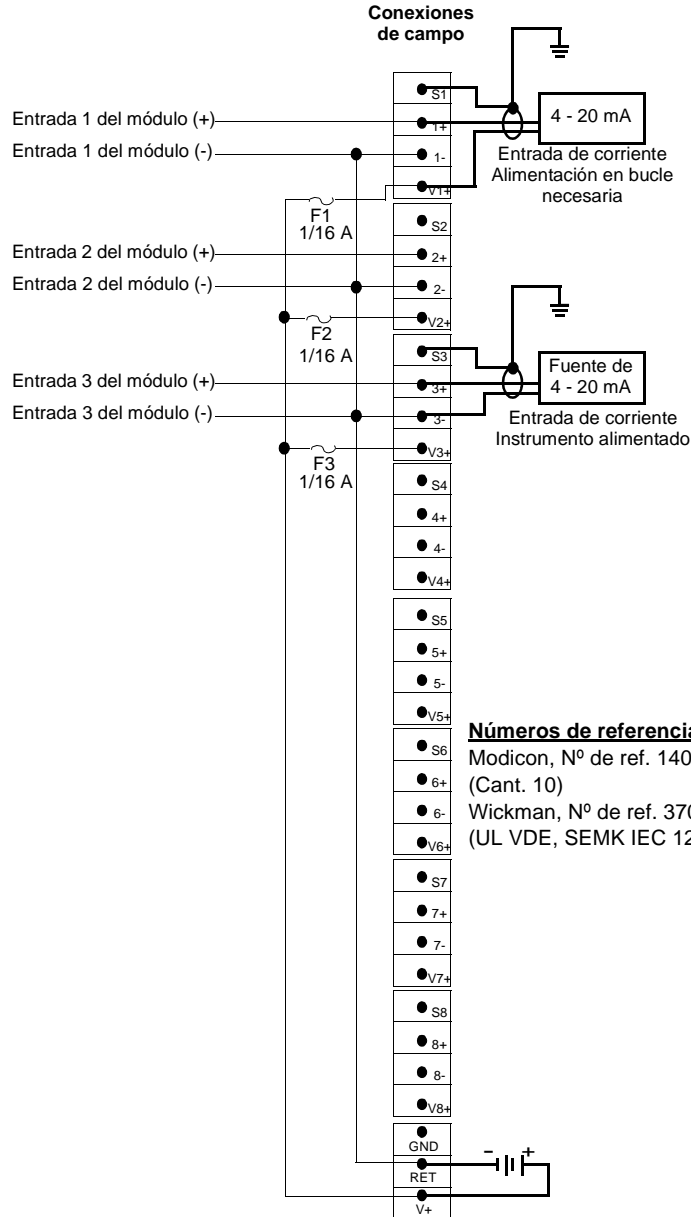 Conexiones
de campo
S1
Entrada 1 del módulo (+)
1+
4 - 20 mA
Entrada 1 del módulo (-)
1-
Entrada de corriente
Alimentación en bucle
necesaria
V1+
F1
1/16 A
S2
Entrada 2 del módulo (+)
2+
Entrada 2 del módulo (-)
2-
V2+
F2
1/16 A
S3
Fuente de
4 - 20 mA
Entrada 3 del módulo (+)
3+
Entrada 3 del módulo (-)
3-
Entrada de corriente
Instrumento alimentado
V3+
F3
1/16 A
S4
4+
4-
V4+
S5
5+
5-
V5+
Números de referencia
Modicon, Nº de ref. 140
(Cant. 10)
Wickman, Nº de ref. 370
(UL VDE, SEMK IEC 12
S6
6+
6-
V6+
S7
7+
7-
V7+
S8
8+
8-
V8+
GND
- +
RET
V+